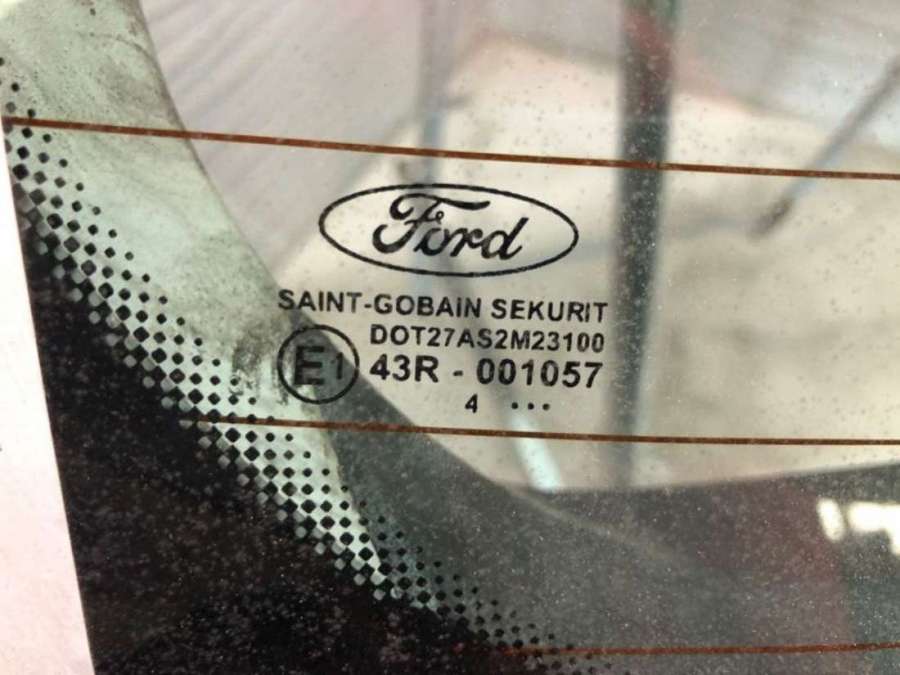 Ford
SAINT-GOBAIN SEKURIT
DOT27AS2M23100
E1 43R - 001057
4 ...